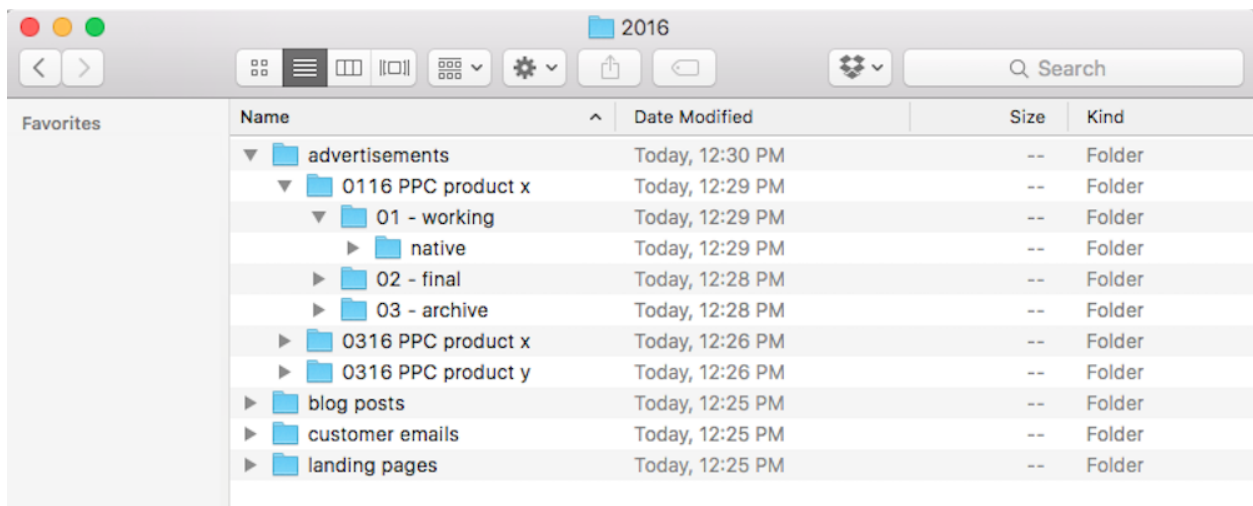 2016
Search
Favorites
Name Date Modified Size Kind
advertisements Today, 12:30 PM -- Folder
0116 PPC product x Today, 12:29 PM -- Folder
01 - working Today, 12:29 PM -- Folder
native Today, 12:29 PM -- Folder
02 - final Today, 12:28 PM -- Folder
03 - archive Today, 12:28 PM -- Folder
0316 PPC product x Today, 12:26 PM -- Folder
0316 PPC product y Today, 12:26 PM -- Folder
blog posts Today, 12:25 PM -- Folder
customer emails Today, 12:25 PM -- Folder
landing pages Today, 12:25 PM -- Folder